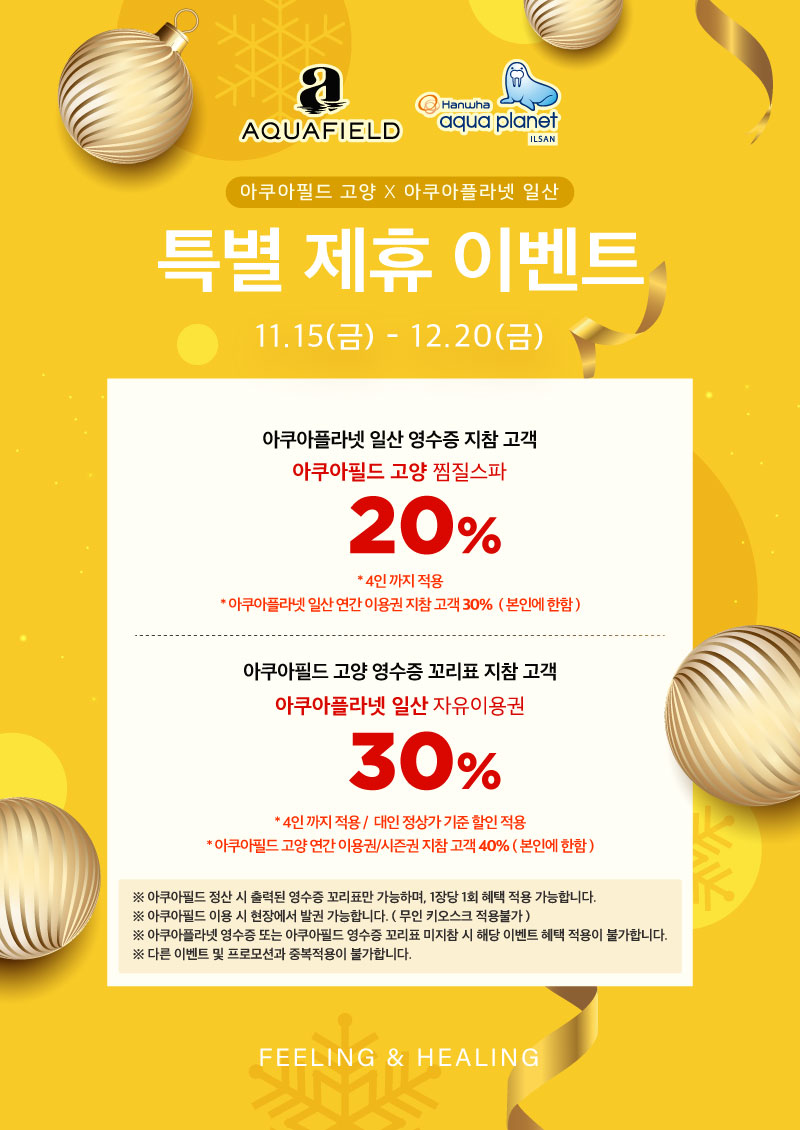 a
AQUAFIELD
Hanwha
aqua planet
ILSAN
아쿠아필드 고양 X 아쿠아플라넷 일산
특별 제휴 이벤트
11.15(금) - 12.20(금)
아쿠아플라넷 일산 영수증 지참 고객
아쿠아필드 고양 찜질스파
20%
* 4인 까지 적용
* 아쿠아플라넷 일산 연간 이용권 지참 고객 30% ( 본인에 한함 )
아쿠아필드 고양 영수증 꼬리표 지참 고객
아쿠아플라넷 일산 자유이용권
30%
* 4인 까지 적용 / 대인 정상가 기준 할인 적용
* 아쿠아필드 고양 연간 이용권/시즌권 지참 고객 40% ( 본인에 한함 )
※ 아쿠아필드 정산 시 출력된 영수증 꼬리표만 가능하며, 1장당 1회 혜택 적용 가능합니다.
※ 아쿠아필드 이용 시 현장에서 발권 가능합니다. ( 무인 키오스크 적용불가 )
※ 아쿠아플라넷 영수증 또는 아쿠아필드 영수증 꼬리표 미지참 시 해당 이벤트 혜택 적용이 불가합니다.
※ 다른 이벤트 및 프로모션과 중복적용이 불가합니다.
FEELING & HEALING